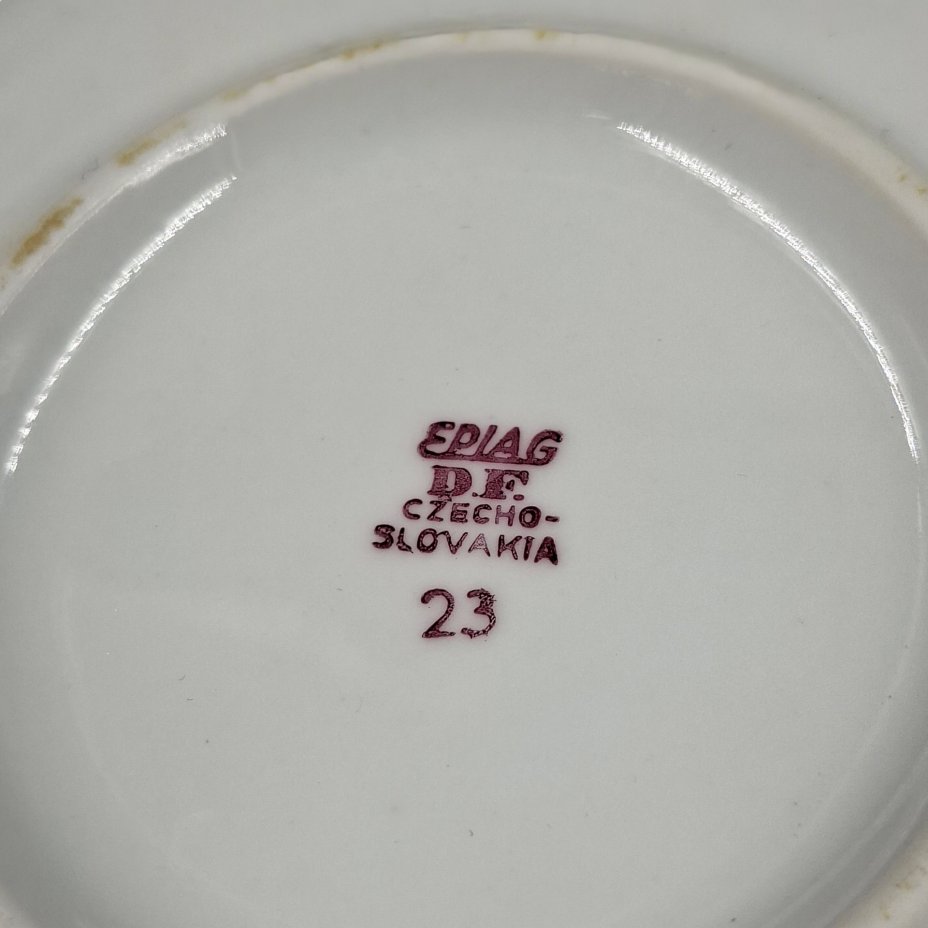 EPIAG
D.F.
CZECHO-
SLOVAKIA
23